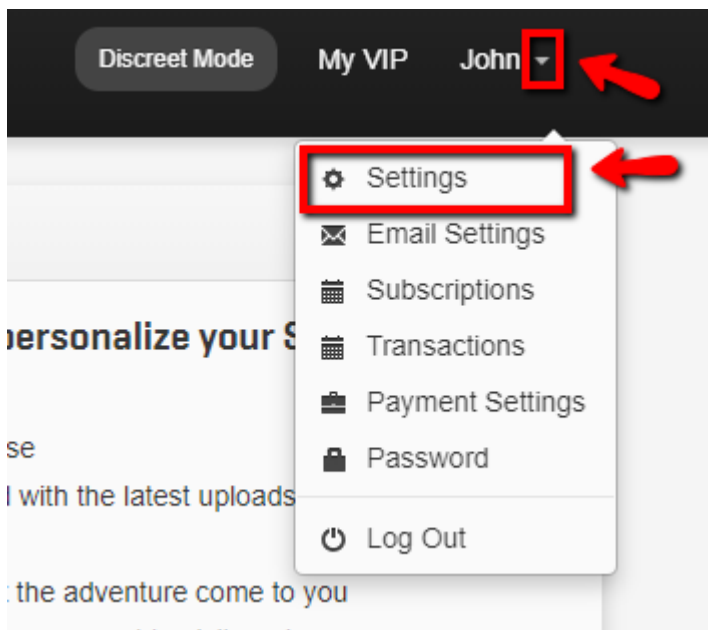 Discreet Mode My VIP John
Settings
Email Settings
Subscriptions
personalize your
Transactions
Payment Settings
se
Password
with the latest uploads
Log Out
the adventure come to you